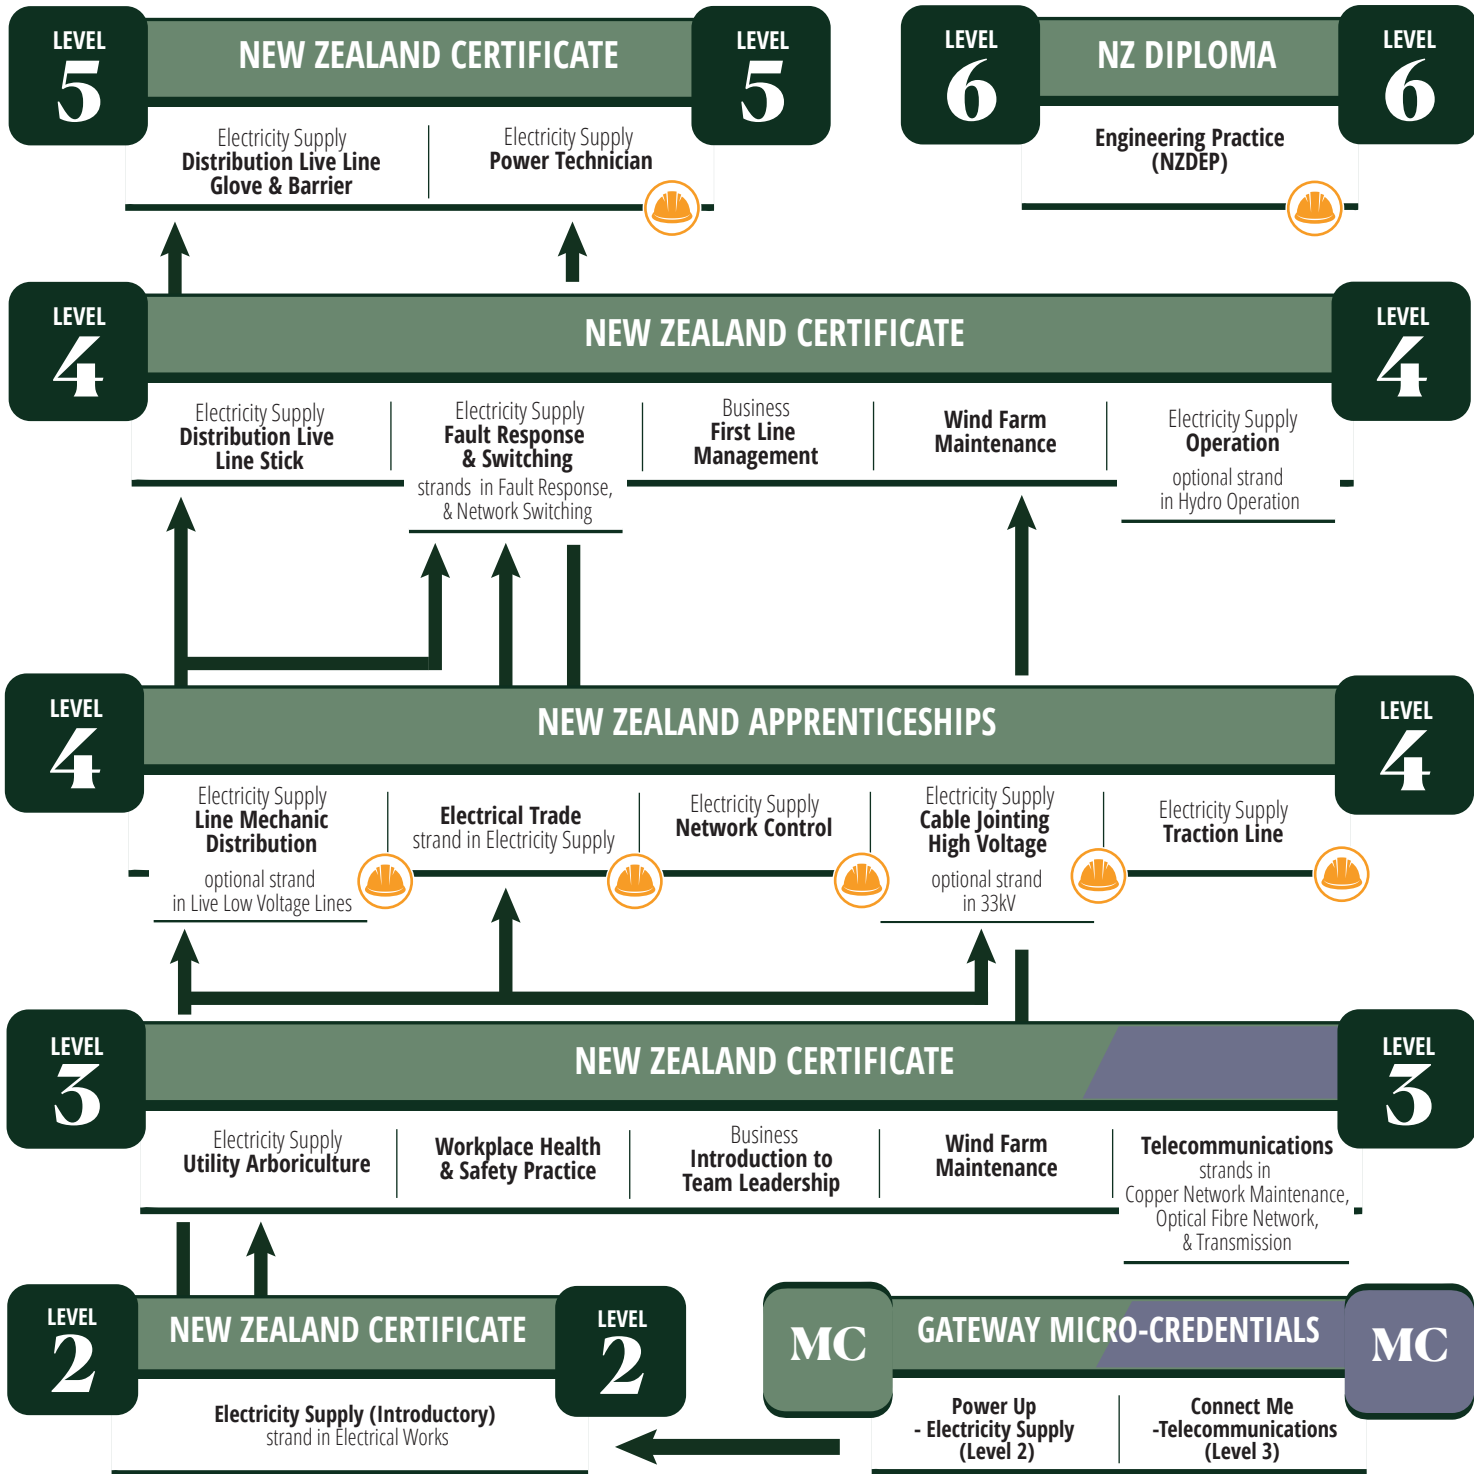 LEVEL
5
NEW ZEALAND CERTIFICATE
LEVEL
5
Electricity Supply
Distribution Live Line
Glove & Barrier
Electricity Supply
Power Technician
LEVEL
6
NZ DIPLOMA
LEVEL
6
Engineering Practice
(NZDEP)
LEVEL
4
NEW ZEALAND CERTIFICATE
LEVEL
4
Electricity Supply
Distribution Live
Line Stick
Electricity Supply
Fault Response
& Switching
strands in Fault Response,
& Network Switching
Business
First Line
Management
Wind Farm
Maintenance
Electricity Supply
Operation
optional strand
in Hydro Operation
LEVEL
4
NEW ZEALAND APPRENTICESHIPS
LEVEL
4
Electricity Supply
Line Mechanic
Distribution
optional strand
in Live Low Voltage Lines
Electrical Trade
strand in Electricity Supply
Electricity Supply
Network Control
Electricity Supply
Cable Jointing
High Voltage
optional strand
in 33kV
Electricity Supply
Traction Line
LEVEL
3
NEW ZEALAND CERTIFICATE
LEVEL
3
Electricity Supply
Utility Arboriculture
Workplace Health
& Safety Practice
Business
Introduction to
Team Leadership
Wind Farm
Maintenance
Telecommunications
strands in
Copper Network Maintenance,
Optical Fibre Network,
& Transmission
LEVEL
2
NEW ZEALAND CERTIFICATE
LEVEL
2
Electricity Supply (Introductory)
strand in Electrical Works
MC
GATEWAY MICRO-CREDENTIALS
MC
Power Up
- Electricity Supply
(Level 2)
Connect Me
-Telecommunications
(Level 3)